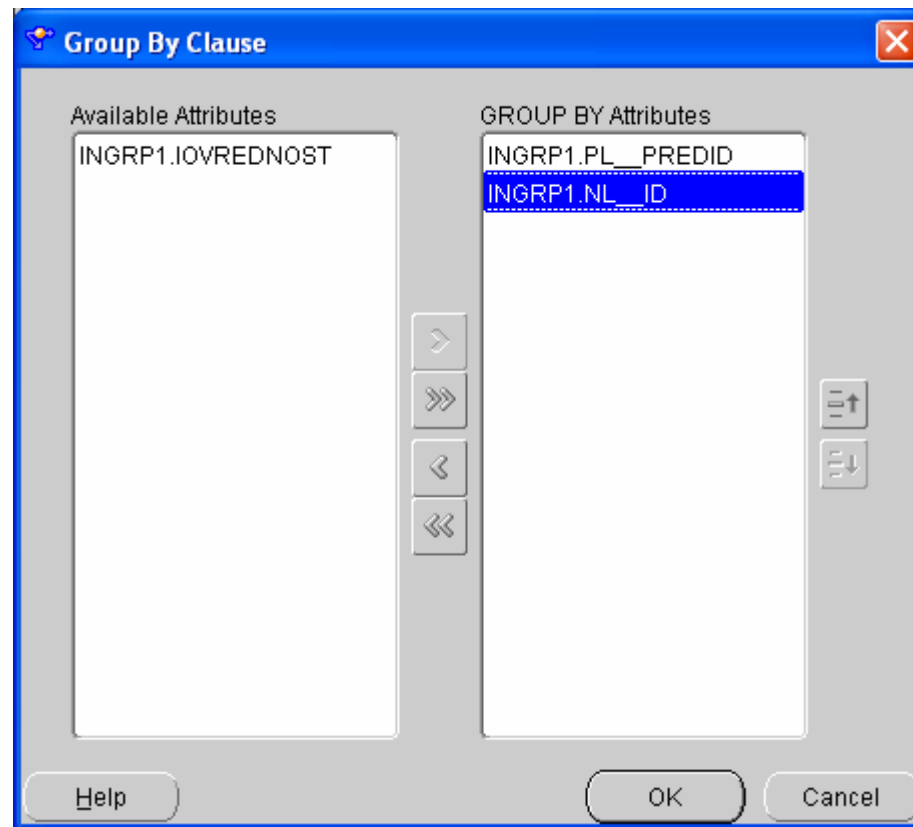 Group By Clause
Available Attributes
GROUP BY Attributes
INGRP1.IOVREDNOST
INGRP1.PL__PREDID
INGRP1.NL__ID
Help
OK
Cancel